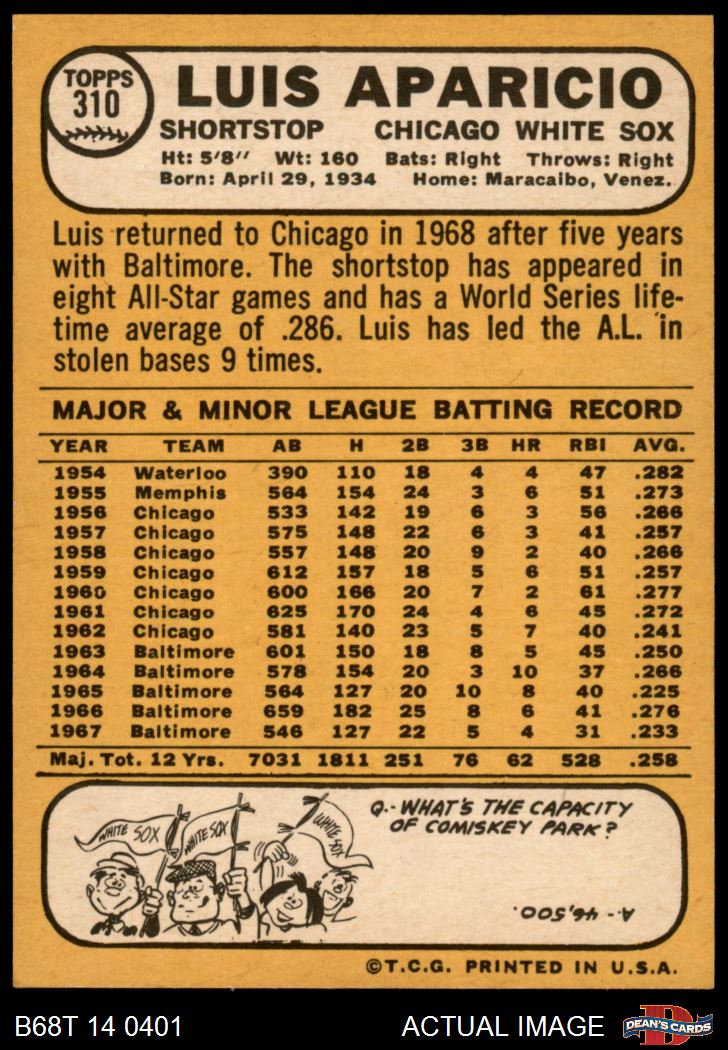 TOPPS
310
LUIS APARICIO
SHORTSTOP CHICAGO WHITE SOX
Ht: 5'8" Wt: 160 Bats: Right Throws: Right
Born: April 29, 1934 Home: Maracaibo, Venez.
Luis returned to Chicago in 1968 after five years
with Baltimore. The shortstop has appeared in
eight All-Star games and has a World Series life-
time average of .286. Luis has led the A.L. in
stolen bases 9 times.
MAJOR & MINOR LEAGUE BATTING RECORD
YEAR TEAM AB H 2B 3B HR RBI AVG.
1954 Waterloo 390 110 18 4 4 47 .282
1955 Memphis 564 154 24 3 6 51 .273
1956 Chicago 533 142 19 6 3 56 .266
1957 Chicago 575 148 22 6 3 41 .257
1958 Chicago 557 148 20 9 2 40 .266
1959 Chicago 612 157 18 5 6 51 .257
1960 Chicago 600 166 20 7 2 61 .277
1961 Chicago 625 170 24 4 6 45 .272
1962 Chicago 581 140 23 5 7 40 .241
1963 Baltimore 601 150 18 8 5 45 .250
1964 Baltimore 578 154 20 3 10 37 .266
1965 Baltimore 564 127 20 10 8 40 .225
1966 Baltimore 659 182 25 8 6 41 .276
1967 Baltimore 546 127 22 5 4 31 .233
Maj. Tot. 12 Yrs. 7031 1811 251 76 62 528 .258
WHITE SOX
WHITE SOX
WHITE SOX
Q.- WHAT'S THE CAPACITY
OF COMISKEY PARK?
A.- 46,500.
©T.C.G. PRINTED IN U.S.A.
B68T 14 0401 ACTUAL IMAGE
D
DEAN'S CARDS